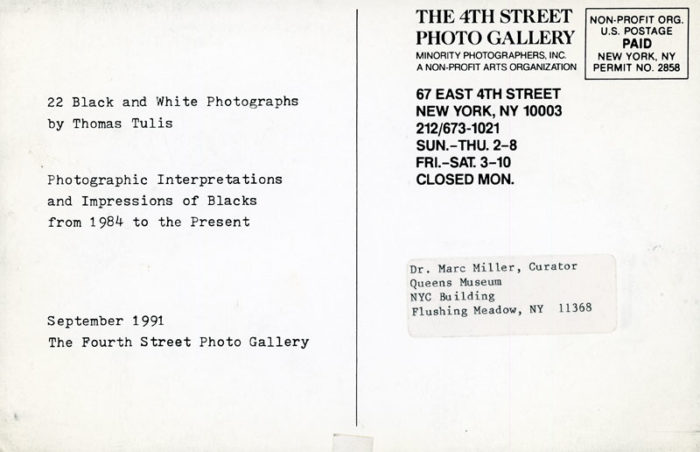 22 Black and White Photographs
by Thomas Tulis
Photographic Interpretations
and Impressions of Blacks
from 1984 to the Present
September 1991
The Fourth Street Photo Gallery
THE 4TH STREET
PHOTO GALLERY
MINORITY PHOTOGRAPHERS, INC.
A NON-PROFIT ARTS ORGANIZATION
NON-PROFIT ORG.
U.S. POSTAGE
PAID
NEW YORK, NY
PERMIT NO. 2858
67 EAST 4TH STREET
NEW YORK, NY 10003
212/673-1021
SUN.-THU. 2-8
FRI.-SAT. 3-10
CLOSED MON.
Dr. Marc Miller, Curator
Queens Museum
NYC Building
Flushing Meadow, NY 11368